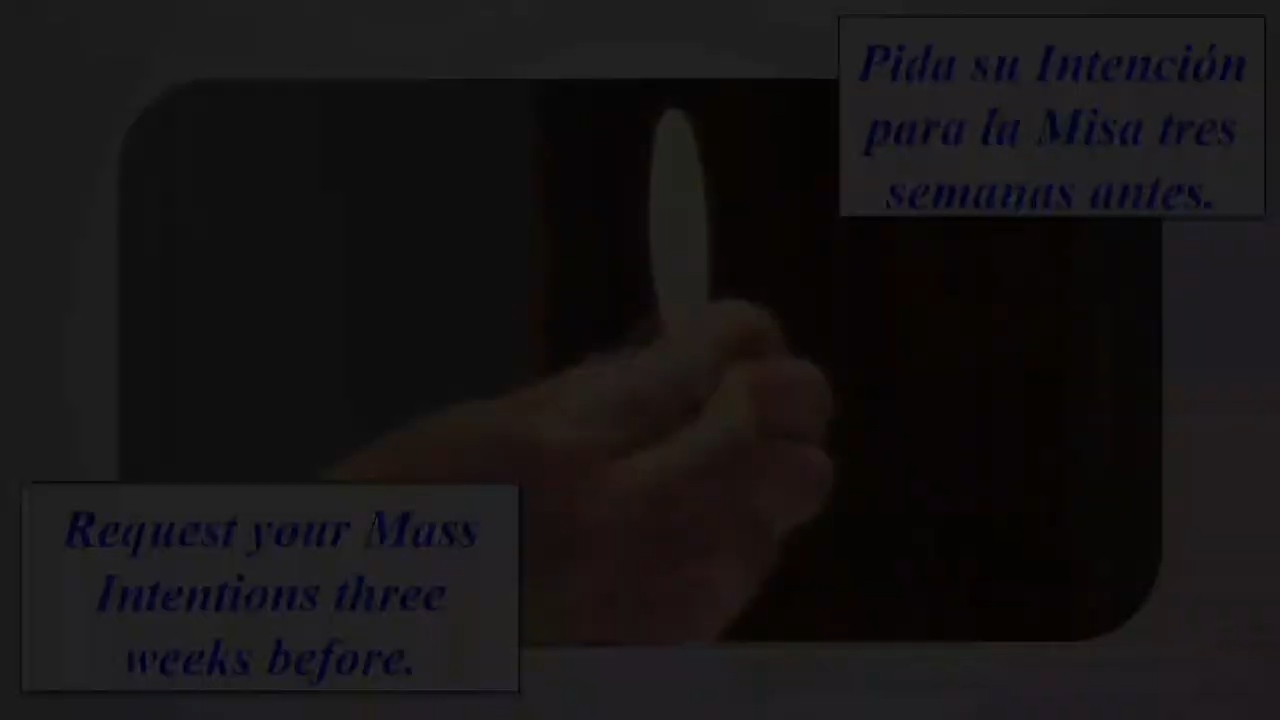 Pida su Intención
para la Misa tres
semanas antes.
Request your Mass
Intentions three
weeks before.